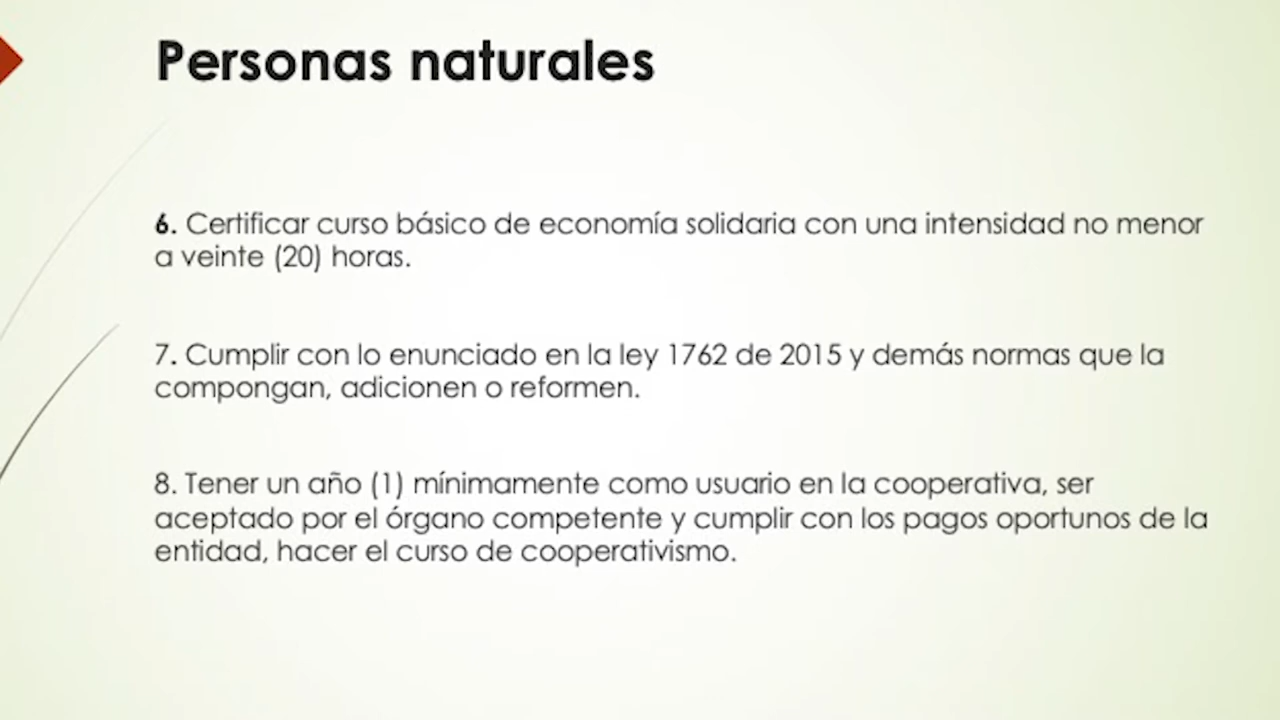 Personas naturales
6. Certificar curso básico de economía solidaria con una intensidad no menor
a veinte (20) horas.
7. Cumplir con lo enunciado en la ley 1762 de 2015 y demás normas que la
compongan, adicionen o reformen.
8. Tener un año (1) mínimamente como usuario en la cooperativa, ser
aceptado por el órgano competente y cumplir con los pagos oportunos de la
entidad, hacer el curso de cooperativismo.